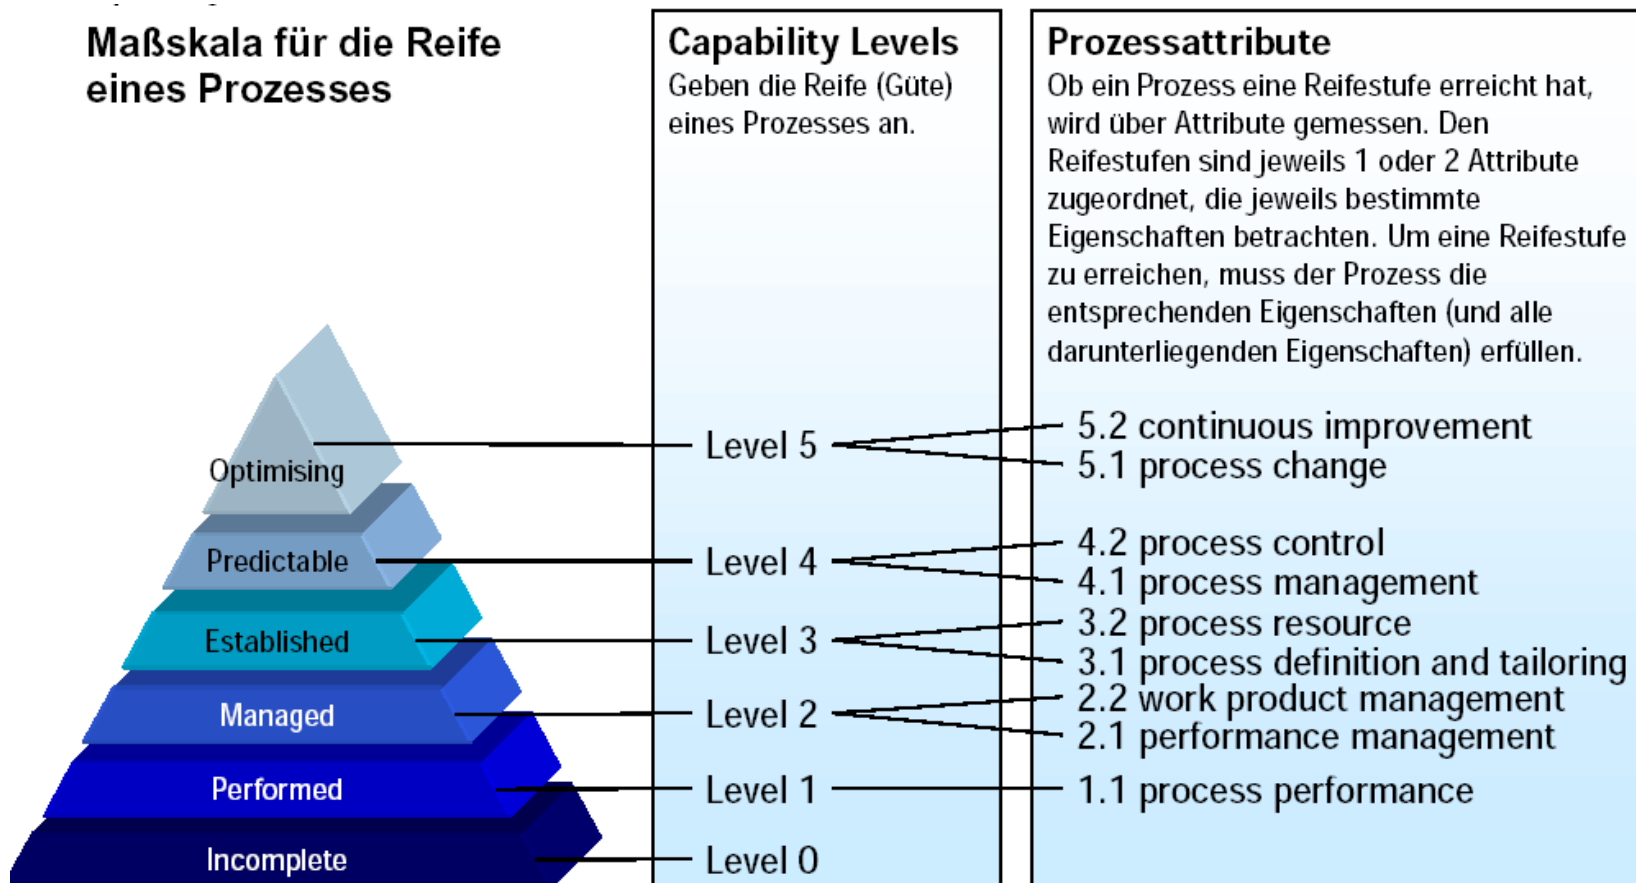 Maßskala für die Reife
eines Prozesses
Capability Levels
Geben die Reife (Güte)
eines Prozesses an.
Prozessattribute
Ob ein Prozess eine Reifestufe erreicht hat,
wird über Attribute gemessen. Den
Reifestufen sind jeweils 1 oder 2 Attribute
zugeordnet, die jeweils bestimmte
Eigenschaften betrachten. Um eine Reifestufe
zu erreichen, muss der Prozess die
entsprechenden Eigenschaften (und alle
darunterliegenden Eigenschaften) erfüllen.
Optimising
Level 5
5.2 continuous improvement
5.1 process change
Predictable
Level 4
4.2 process control
4.1 process management
Established
Level 3
3.2 process resource
3.1 process definition and tailoring
Managed
Level 2
2.2 work product management
2.1 performance management
Performed
Level 1
1.1 process performance
Incomplete
Level 0